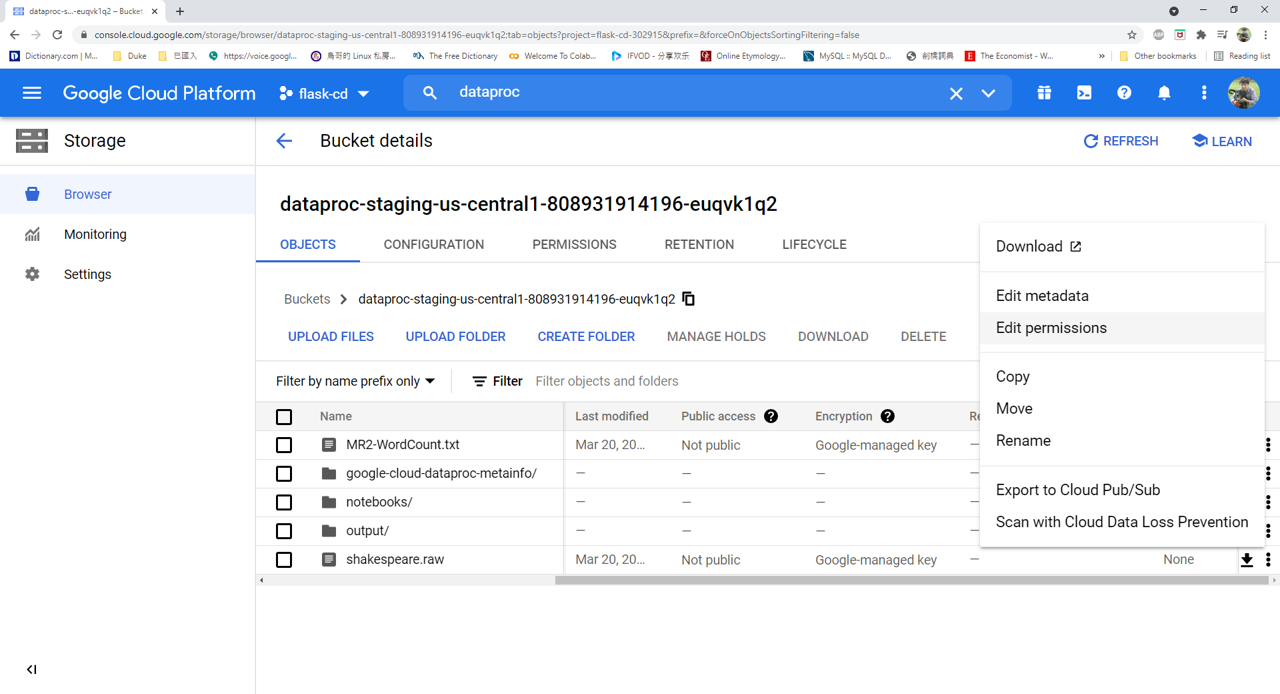 dataproc-s...-euqvk1q2 – Bucket
console.cloud.google.com/storage/browser/dataproc-staging-us-central1-808931914196-euqvk1q2;tab=objects?project=flask-cd-302915&prefix=&forceOnObjectsSortingFiltering=false
Dictionary.com | M... Duke 巴國入 https://voice.googl... 鳥哥的 Linux 私房... The Free Dictionary Welcome To Colab... IFVOD - 分享欢乐 Online Etymology... MySQL :: MySQL D... 劍橋詞典 The Economist - W... » Other bookmarks Reading list
Google Cloud Platform flask-cd dataproc
Storage
Bucket details
REFRESH LEARN
Browser
Monitoring
Settings
dataproc-staging-us-central1-808931914196-euqvk1q2
OBJECTS CONFIGURATION PERMISSIONS RETENTION LIFECYCLE
Buckets > dataproc-staging-us-central1-808931914196-euqvk1q2
UPLOAD FILES UPLOAD FOLDER CREATE FOLDER MANAGE HOLDS DOWNLOAD DELETE
Filter by name prefix only Filter Filter objects and folders
Name Last modified Public access Encryption Re
MR2-WordCount.txt Mar 20, 20... Not public Google-managed key —
google-cloud-dataproc-metainfo/ — — — —
notebooks/ — — — —
output/ — — — —
shakespeare.raw Mar 20, 20... Not public Google-managed key — None
Download
Edit metadata
Edit permissions
Copy
Move
Rename
Export to Cloud Pub/Sub
Scan with Cloud Data Loss Prevention